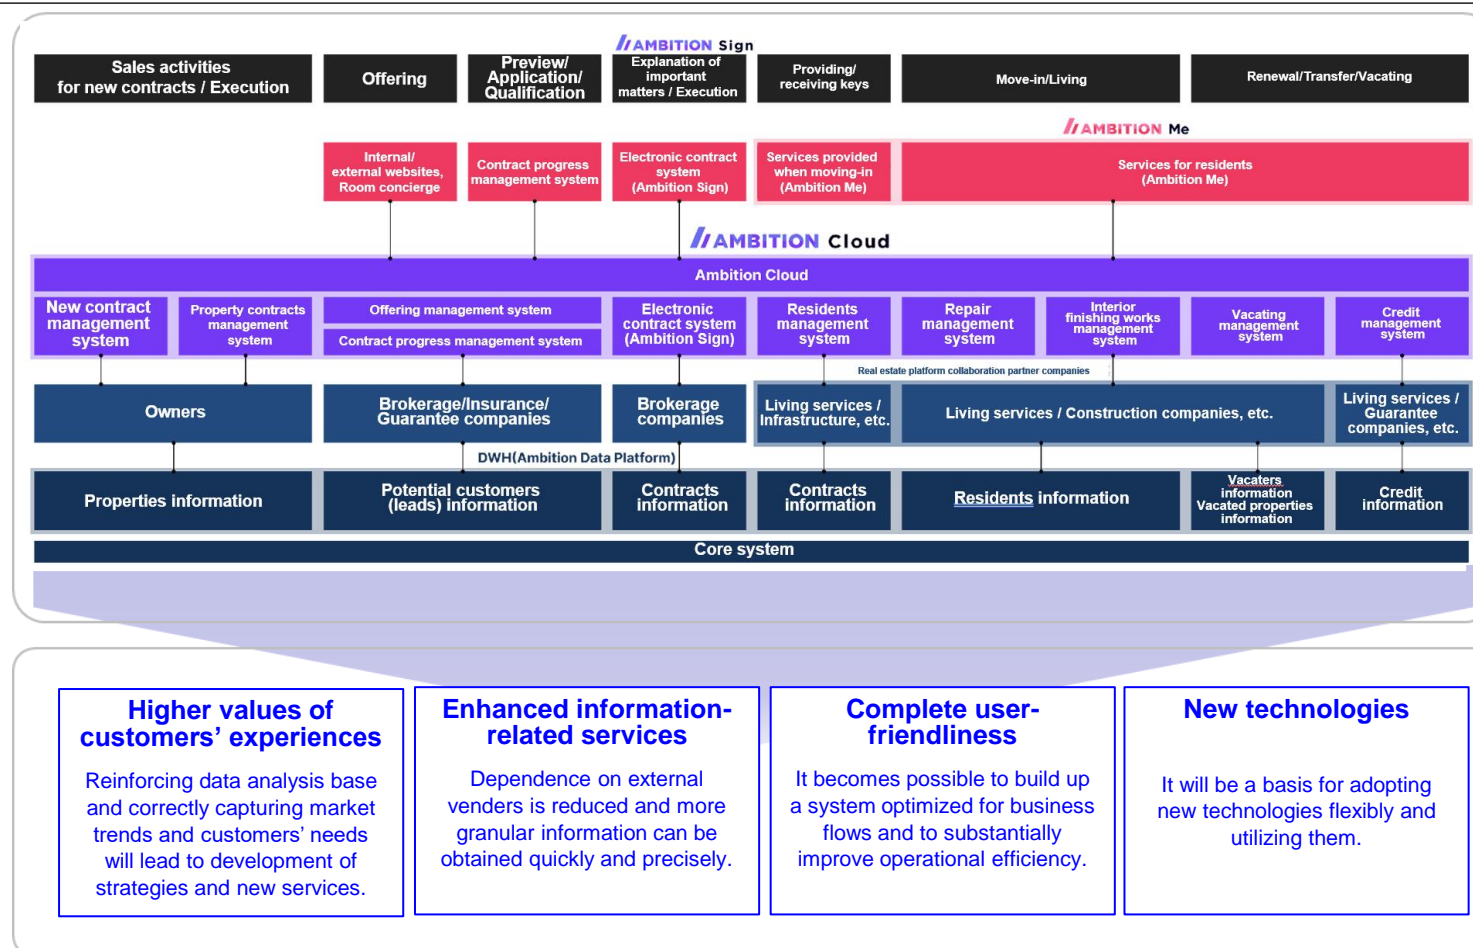 AMBITION Sign
Sales activities
for new contracts / Execution
Offering
Preview/
Application/
Qualification
Explanation of
important
matters / Execution
Providing/
receiving keys
Move-in/Living
Renewal/Transfer/Vacating
AMBITION Me
Internal/
external websites,
Room concierge
Contract progress
management system
Electronic contract
system
(Ambition Sign)
Services provided
when moving-in
(Ambition Me)
Services for residents
(Ambition Me)
AMBITION Cloud
Ambition Cloud
New contract
management
system
Property contracts
management
system
Offering management system
Contract progress management system
Electronic
contract system
(Ambition Sign)
Residents
management
system
Repair
management
system
Interior
finishing works
management
system
Vacating
management
system
Credit
management
system
Real estate platform collaboration partner companies
Owners
Brokerage/Insurance/
Guarantee companies
Brokerage
companies
Living services /
Infrastructure, etc.
Living services / Construction companies, etc.
Living services /
Guarantee
companies, etc.
DWH(Ambition Data Platform)
Properties information
Potential customers
(leads) information
Contracts
information
Contracts
information
Residents information
Vacaters
information
Vacated properties
information
Credit
information
Core system
Higher values of
customers’ experiences
Reinforcing data analysis base
and correctly capturing market
trends and customers’ needs
will lead to development of
strategies and new services.
Enhanced information-
related services
Dependence on external
venders is reduced and more
granular information can be
obtained quickly and precisely.
Complete user-
friendliness
It becomes possible to build up
a system optimized for business
flows and to substantially
improve operational efficiency.
New technologies
It will be a basis for adopting
new technologies flexibly and
utilizing them.